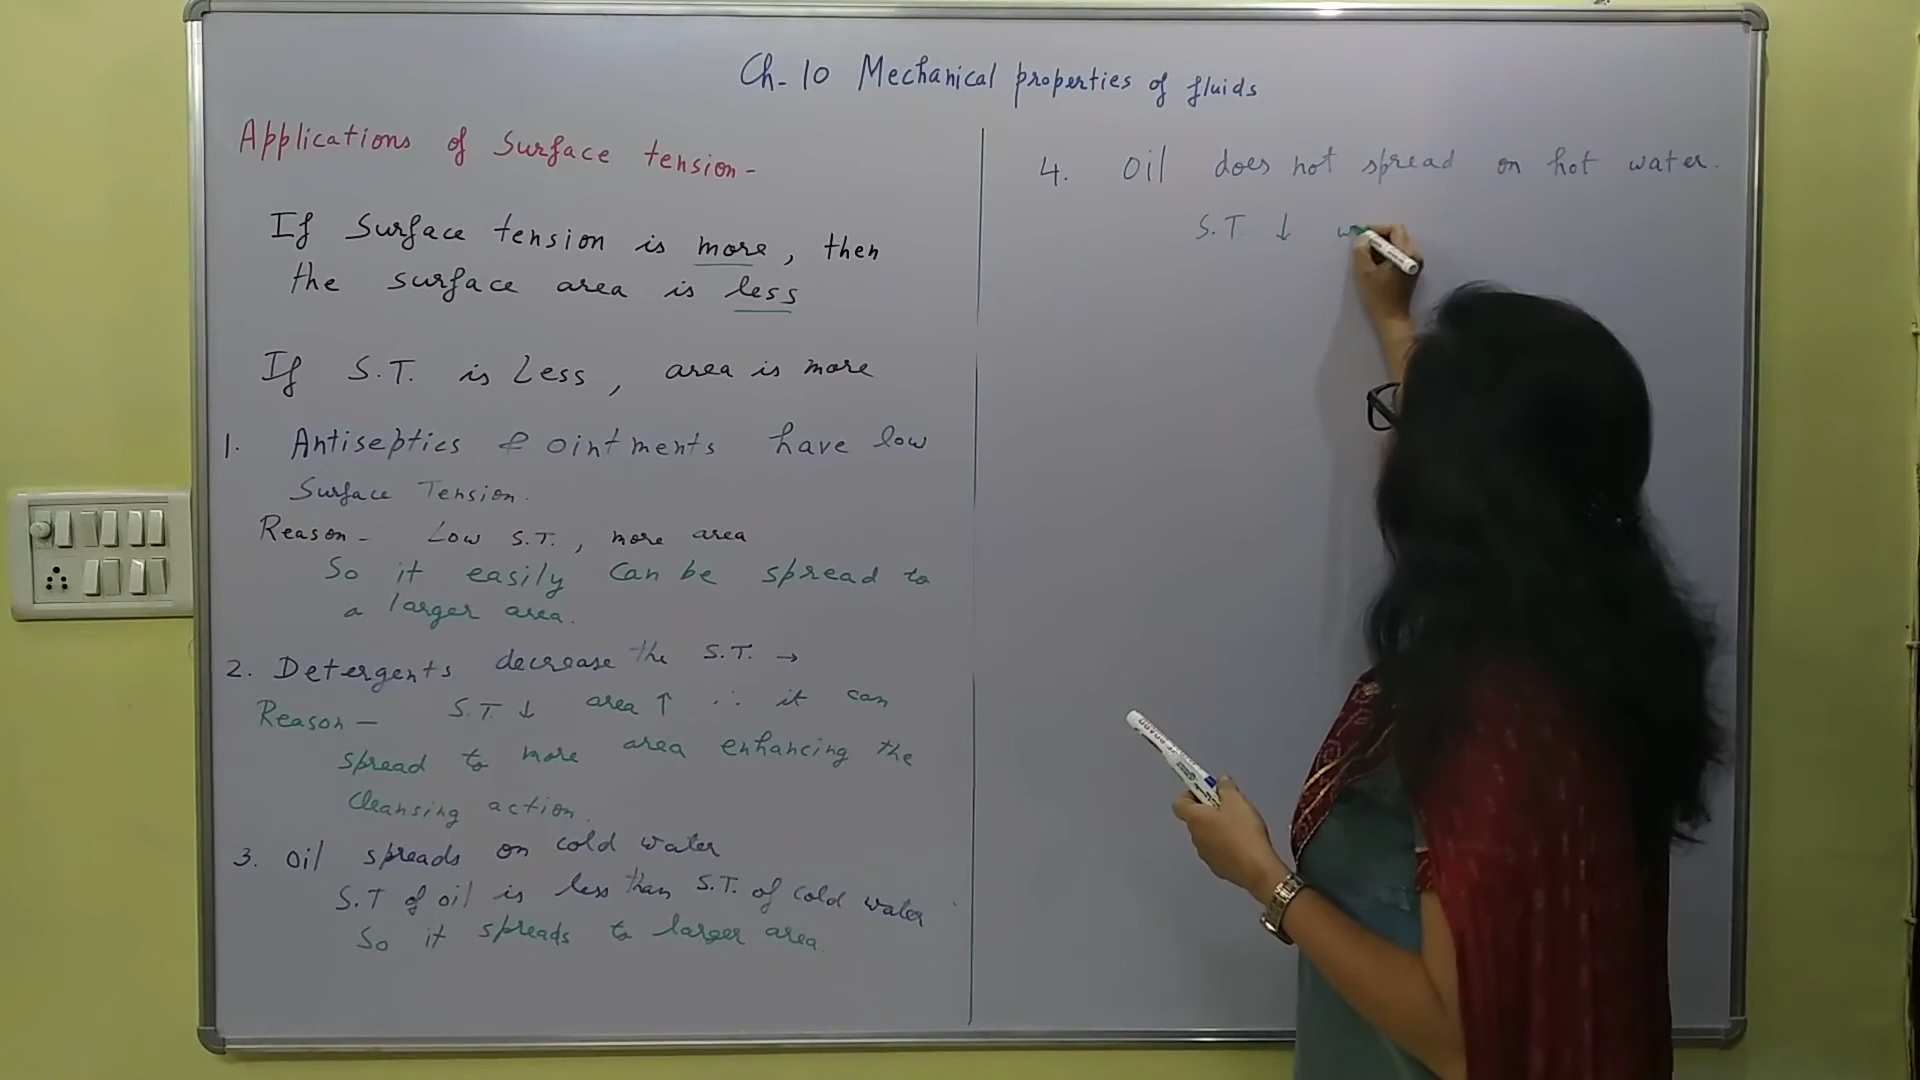 Ch-10 Mechanical properties of fluids
Applications of Surface tension-
If Surface tension is more, then
the surface area is less
If S.T. is Less, area is more
1. Antiseptics & ointments have low
Surface Tension.
Reason- Low S.T., more area
So it easily can be spread to
a larger area.
2. Detergents decrease the S.T. →
Reason- S.T. ↓ area ↑ ∴ it can
spread to more area enhancing the
cleansing action.
3. Oil spreads on cold water
S.T of oil is less than S.T. of cold water
So it spreads to larger area.
4. Oil does not spread on hot water.
S.T. ↓